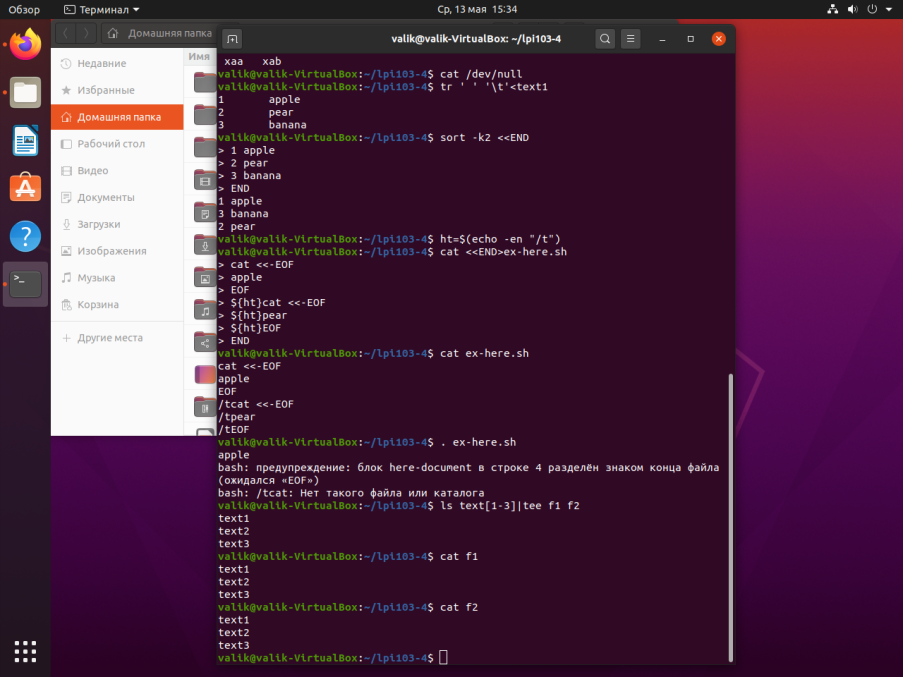 Обзор
Терминал
Ср, 13 мая 15:34
Домашняя папка
valik@valik-VirtualBox: ~/lpi103-4
Недавние
Избранные
Домашняя папка
Рабочий стол
Видео
Документы
Загрузки
Изображения
Музыка
Корзина
Другие места
Имя
xaa xab
valik@valik-VirtualBox:~/lpi103-4$ cat /dev/null
valik@valik-VirtualBox:~/lpi103-4$ tr ' ' '\t'<text1
1 apple
2 pear
3 banana
valik@valik-VirtualBox:~/lpi103-4$ sort -k2 <<END
> 1 apple
> 2 pear
> 3 banana
> END
1 apple
3 banana
2 pear
valik@valik-VirtualBox:~/lpi103-4$ ht=$(echo -en "/t")
valik@valik-VirtualBox:~/lpi103-4$ cat <<END>ex-here.sh
> cat <<-EOF
> apple
> EOF
> ${ht}cat <<-EOF
> ${ht}pear
> ${ht}EOF
> END
valik@valik-VirtualBox:~/lpi103-4$ cat ex-here.sh
cat <<-EOF
apple
EOF
/tcat <<-EOF
/tpear
/tEOF
valik@valik-VirtualBox:~/lpi103-4$ . ex-here.sh
apple
bash: предупреждение: блок here-document в строке 4 разделён знаком конца файла
(ожидался «EOF»)
bash: /tcat: Нет такого файла или каталога
valik@valik-VirtualBox:~/lpi103-4$ ls text[1-3]|tee f1 f2
text1
text2
text3
valik@valik-VirtualBox:~/lpi103-4$ cat f1
text1
text2
text3
valik@valik-VirtualBox:~/lpi103-4$ cat f2
text1
text2
text3
valik@valik-VirtualBox:~/lpi103-4$